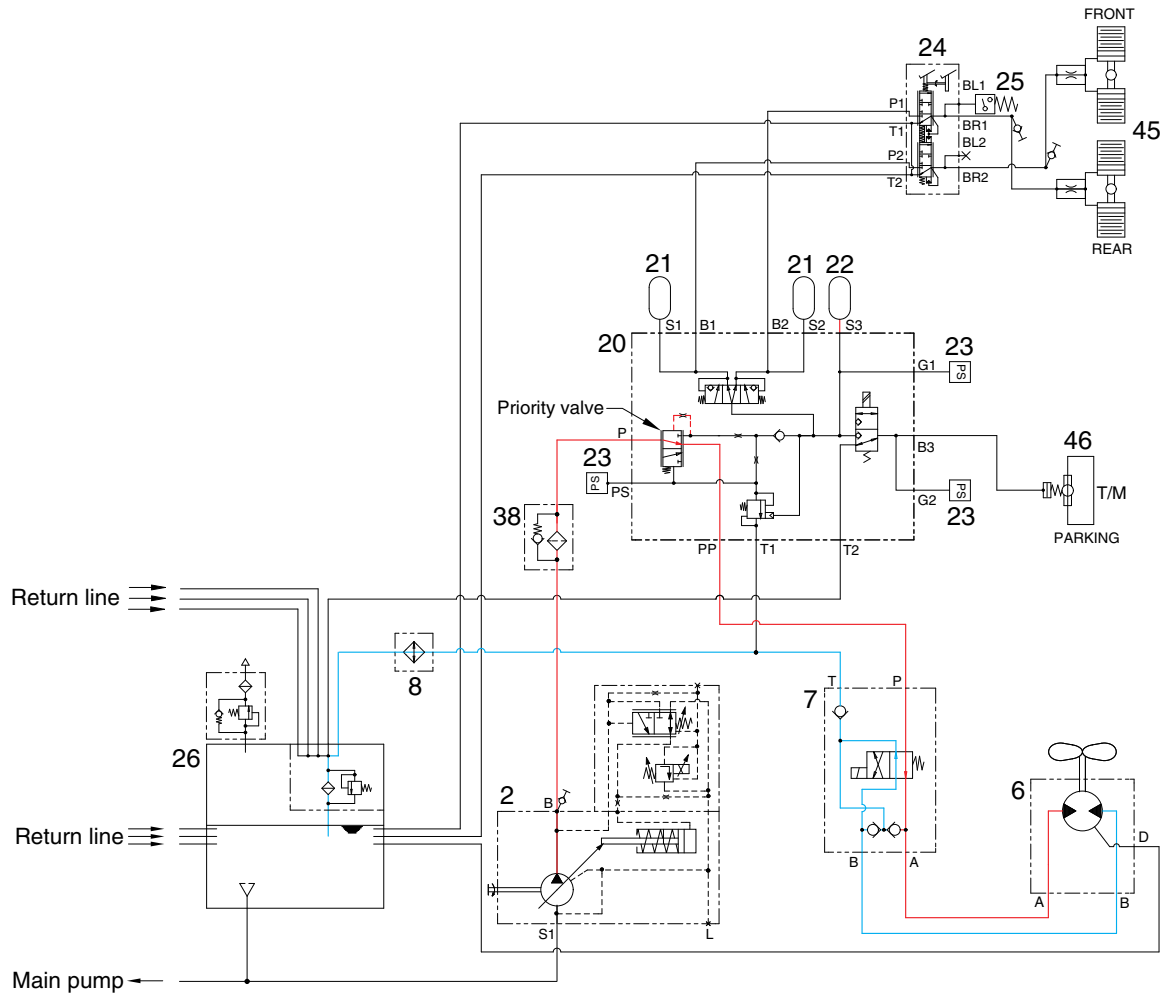 FRONT
24
BL1
25
P1
T1
BR1
BL2
45
P2
T2
BR2
REAR
21
21
22
S1
B1
B2
S2
S3
20
23
G1
PS
Priority valve
P
B3
46
23
PS
PS
PS
G2
23
T/M
38
PARKING
PP
T1
T2
Return line
8
T
P
7
26
6
2
B
D
Return line
B
A
A
B
S1
L
Main pump